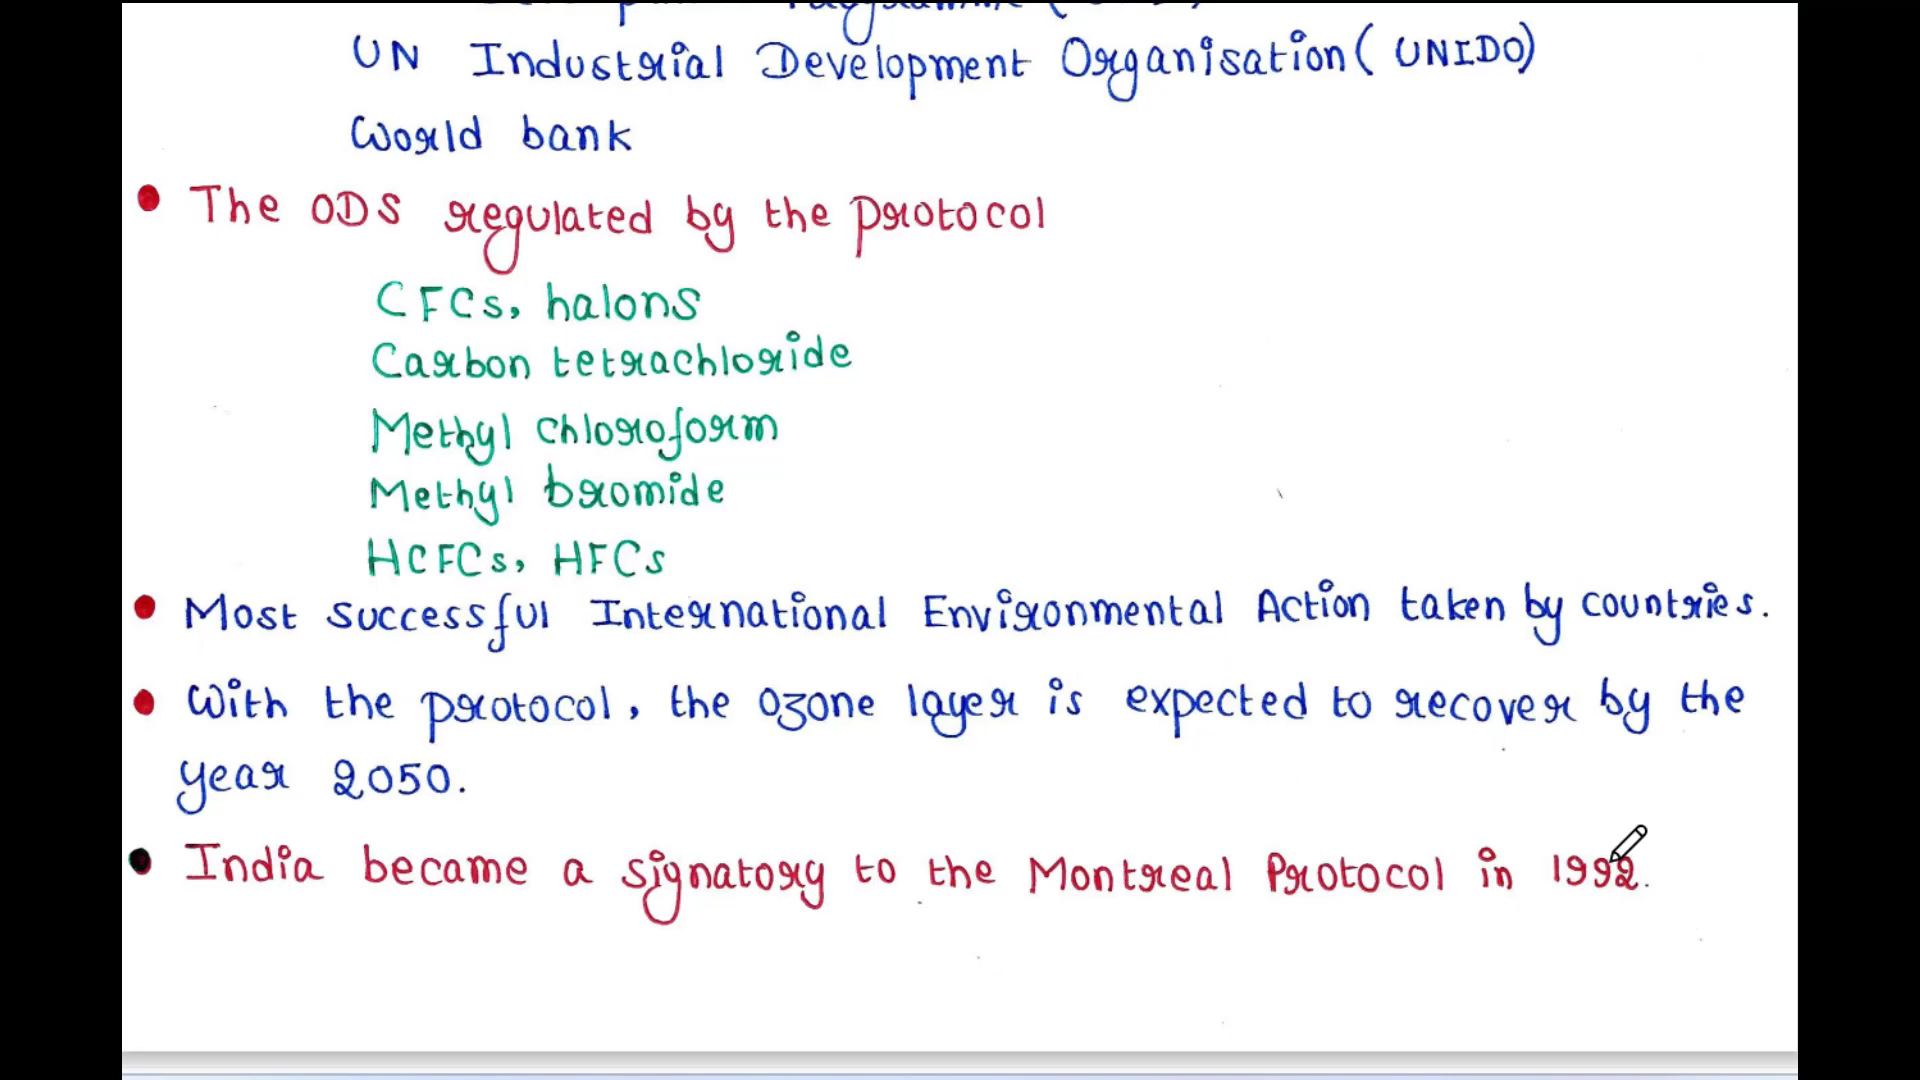 UN Industrial Development Organisation (UNIDO)
World bank
• The ODS regulated by the protocol
CFCs, halons
Carbon tetrachloride
Methyl chloroform
Methyl bromide
HCFCs, HFCs
• Most successful International Environmental Action taken by countries.
• With the protocol, the ozone layer is expected to recover by the
year 2050.
• India became a signatory to the Montreal Protocol in 1992.